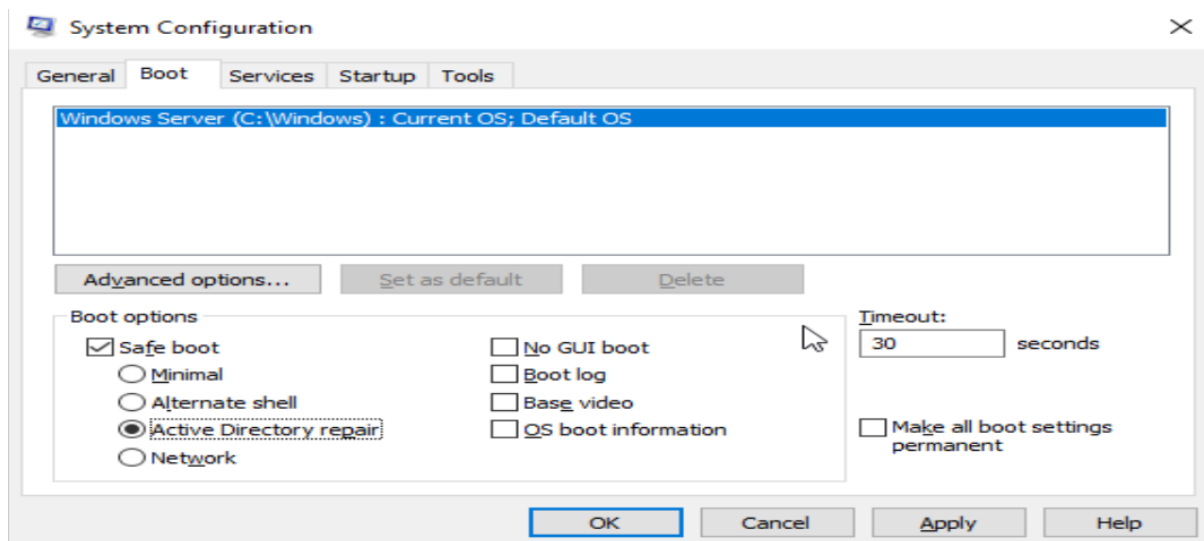 System Configuration
General Boot Services Startup Tools
Windows Server (C:\Windows) : Current OS; Default OS
Advanced options... Set as default Delete
Boot options
Timeout:
Safe boot No GUI boot 30 seconds
Minimal Boot log
Alternate shell Base video
Active Directory repair OS boot information Make all boot settings
permanent
Network
OK Cancel Apply Help